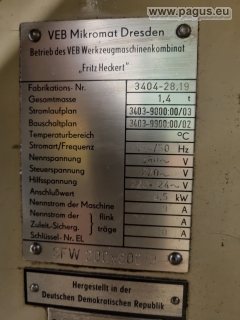 www.pagus.eu
VEB Mikromat Dresden
Betrieb des VEB Werkzeugmaschinenkombinat
„Fritz Heckert"
Fabrikations-Nr. 3404-28.19
Gesamtmasse 1,4 t
Stromlaufplan 3403-9000:00/03
Bauschaltplan 3403-9900:00/02
Temperaturbereich °C
Stromart/Frequenz /50 Hz
Nennspannung
Steuerspannung
Hilfsspannung
Anschlußwert kW
Nennstrom der Maschine A
Nennstrom der flink A
Zuleit.-Sicherg. träge
Schlüssel-Nr. EL
Hergestellt in der
Deutschen Demokratischen Republik